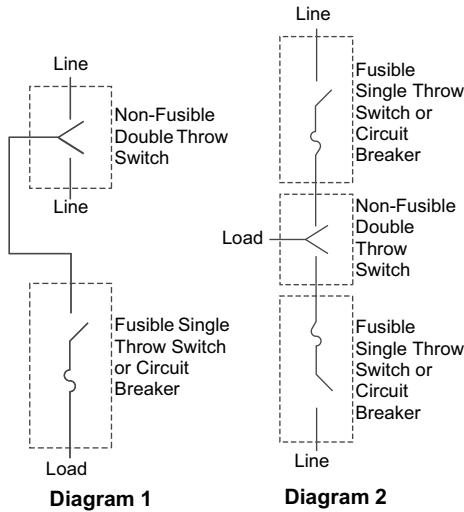 Line
Non-Fusible
Double Throw
Switch
Line
Fusible Single
Throw Switch
or Circuit
Breaker
Load
Diagram 1
Line
Fusible
Single Throw
Switch or
Circuit
Breaker
Non-Fusible
Double
Throw
Switch
Load
Fusible
Single Throw
Switch or
Circuit
Breaker
Line
Diagram 2